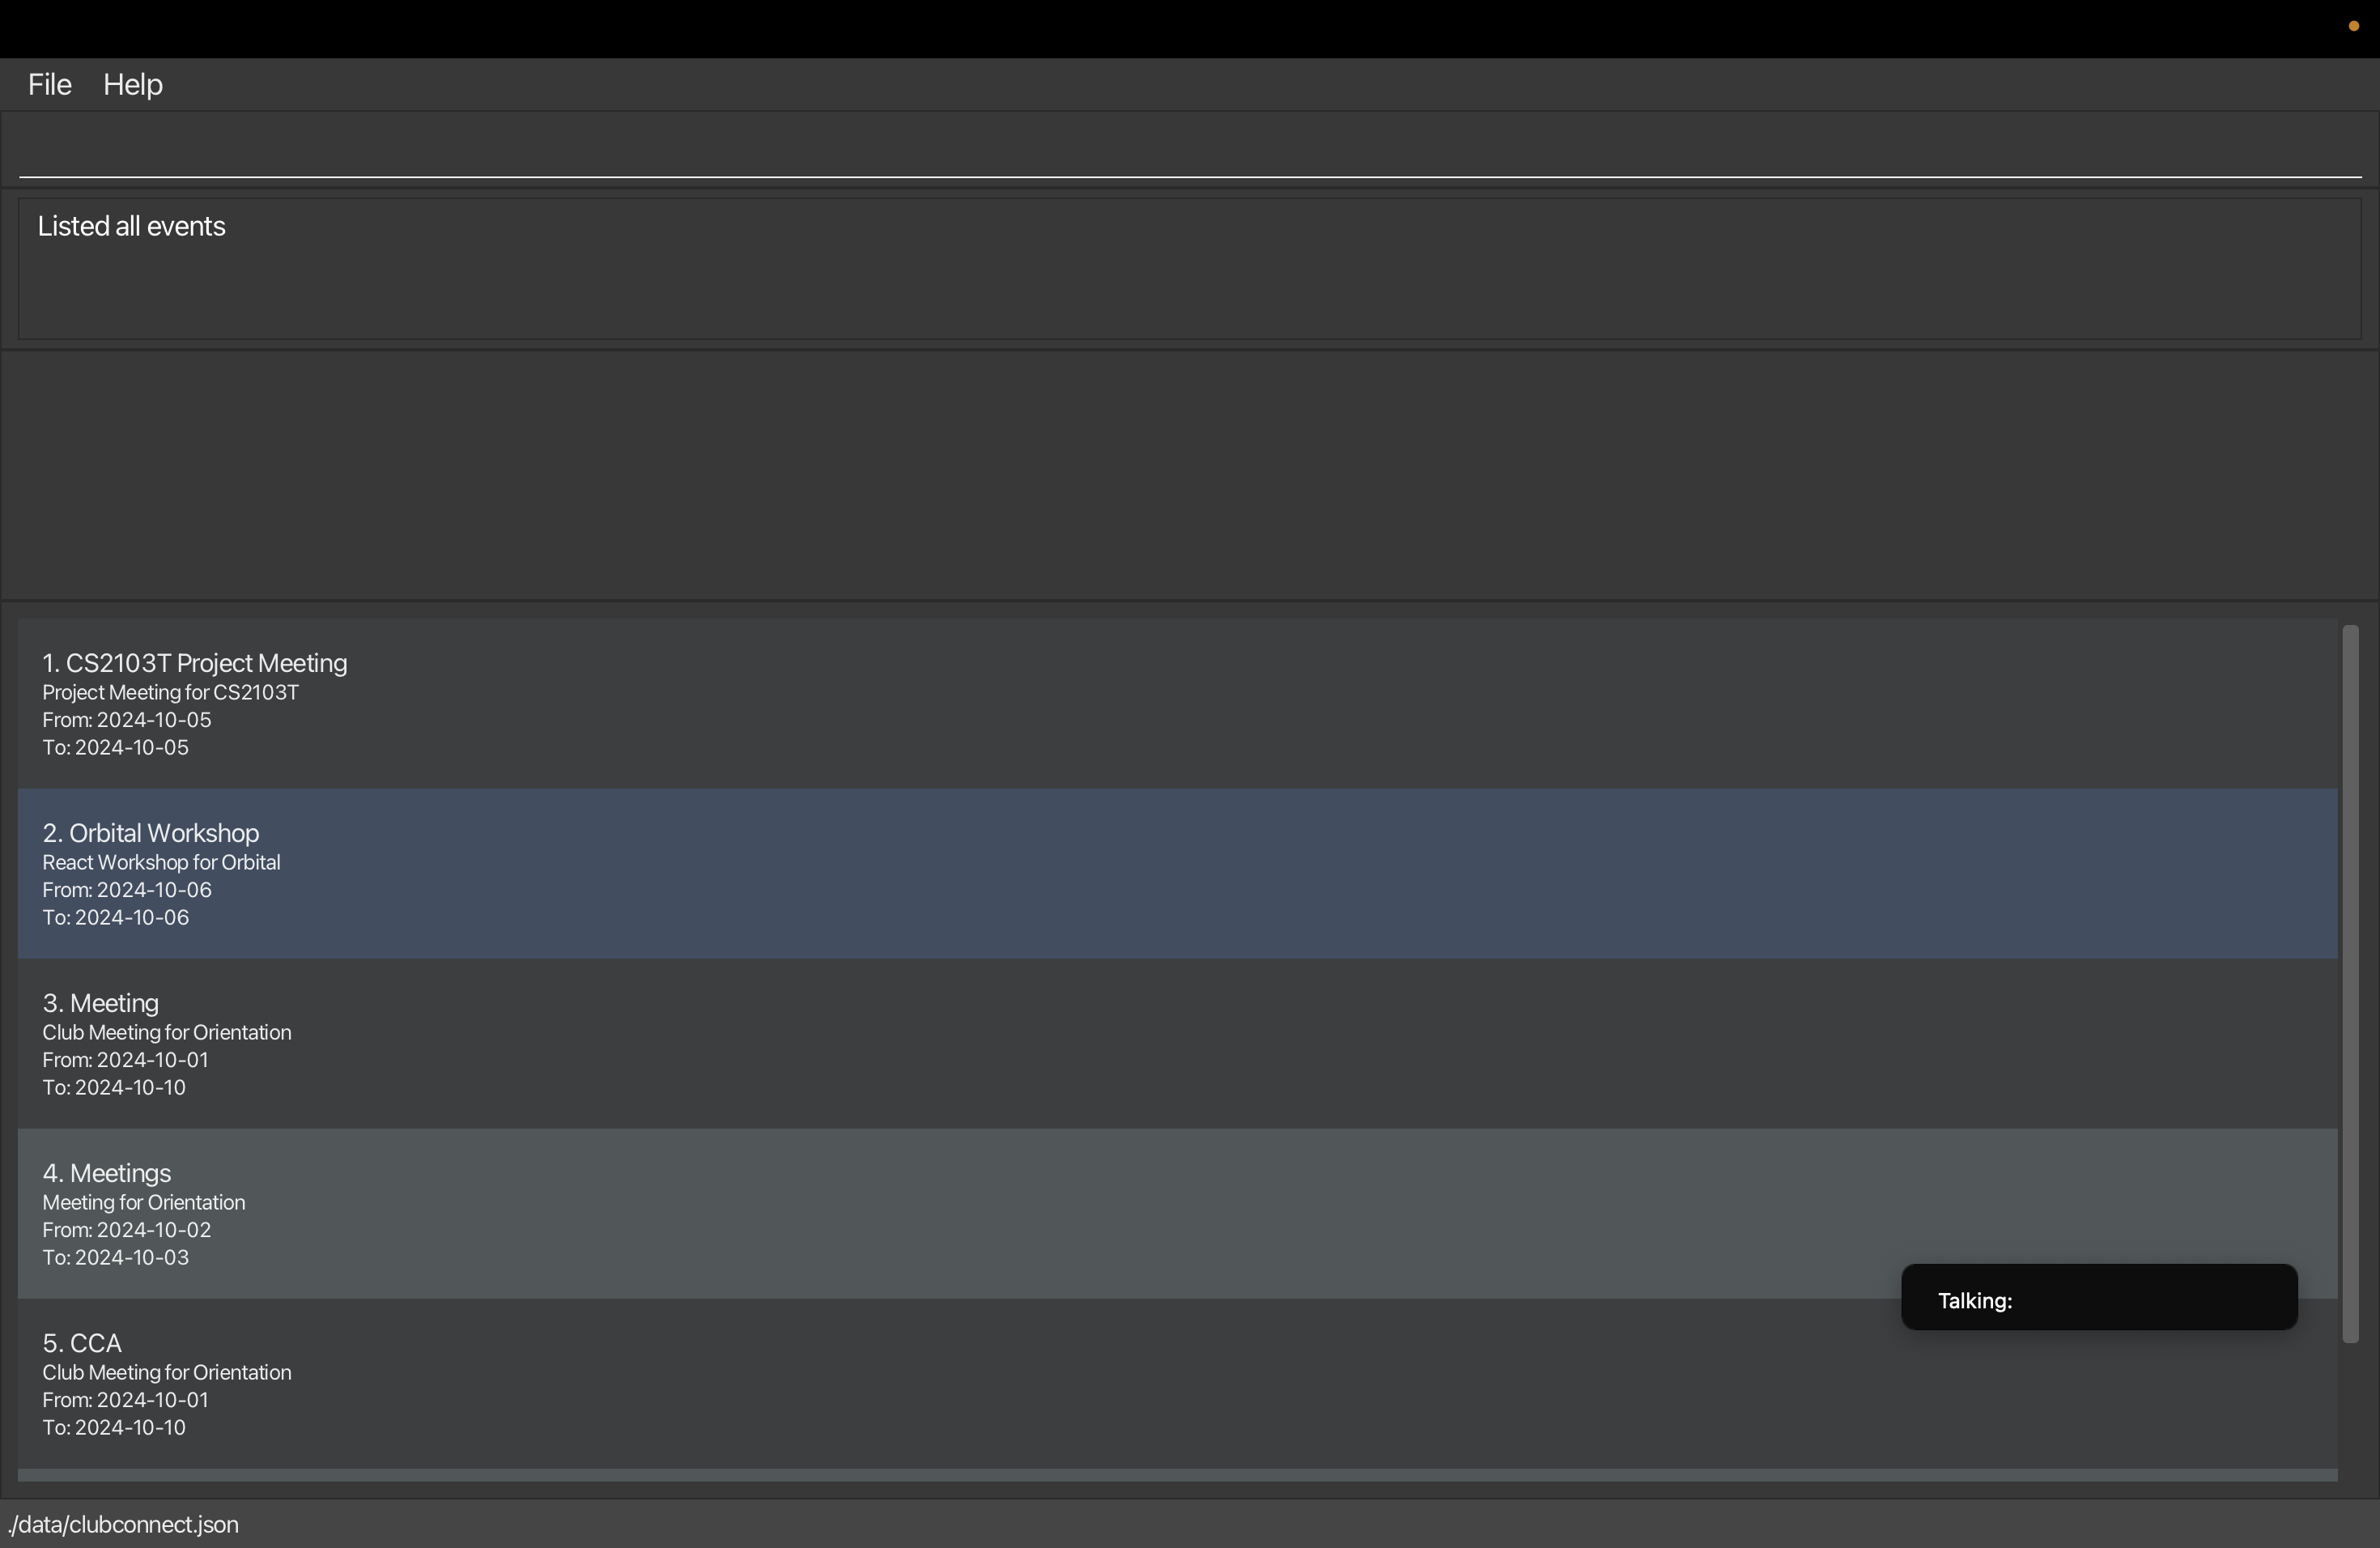 File Help
Listed all events
1. CS2103T Project Meeting
Project Meeting for CS2103T
From: 2024-10-05
To: 2024-10-05
2. Orbital Workshop
React Workshop for Orbital
From: 2024-10-06
To: 2024-10-06
3. Meeting
Club Meeting for Orientation
From: 2024-10-01
To: 2024-10-10
4. Meetings
Meeting for Orientation
From: 2024-10-02
To: 2024-10-03
Talking:
5. CCA
Club Meeting for Orientation
From: 2024-10-01
To: 2024-10-10
./data/clubconnect.json